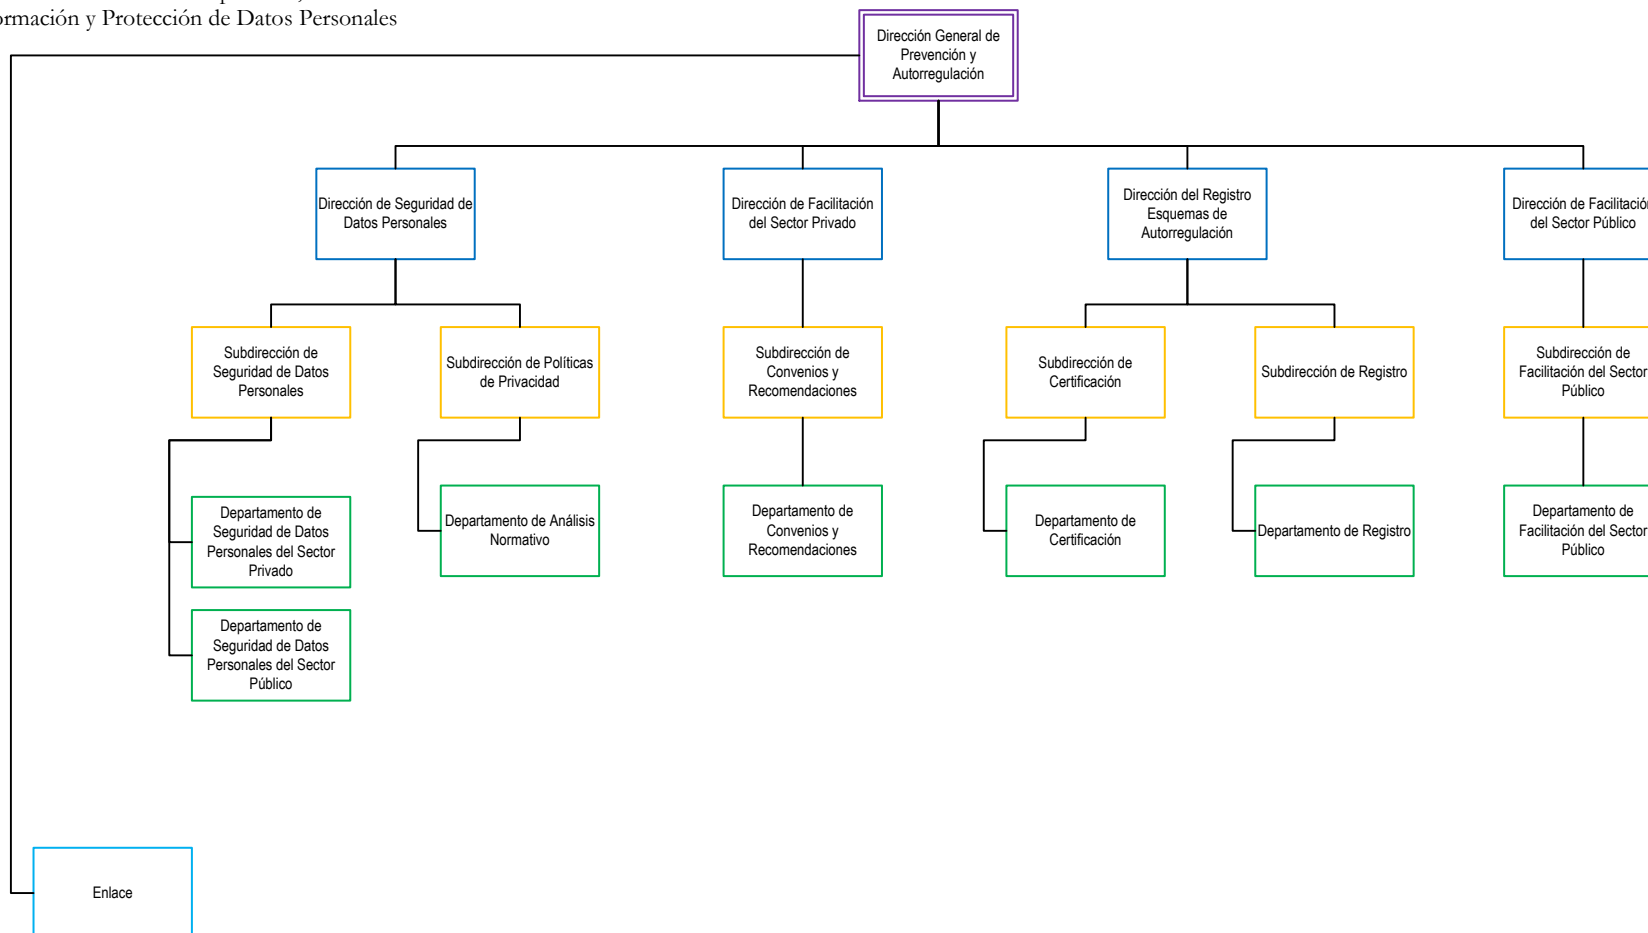 ormación y Protección de Datos Personales
Dirección General de
Prevención y
Autorregulación
Dirección de Seguridad de
Datos Personales
Dirección de Facilitación
del Sector Privado
Dirección del Registro
Esquemas de
Autorregulación
Dirección de Facilitación
del Sector Público
Subdirección de
Seguridad de Datos
Personales
Subdirección de Políticas
de Privacidad
Subdirección de
Convenios y
Recomendaciones
Subdirección de
Certificación
Subdirección de Registro
Subdirección de
Facilitación del Sector
Público
Departamento de
Seguridad de Datos
Personales del Sector
Privado
Departamento de Análisis
Normativo
Departamento de
Convenios y
Recomendaciones
Departamento de
Certificación
Departamento de Registro
Departamento de
Facilitación del Sector
Público
Departamento de
Seguridad de Datos
Personales del Sector
Público
Enlace